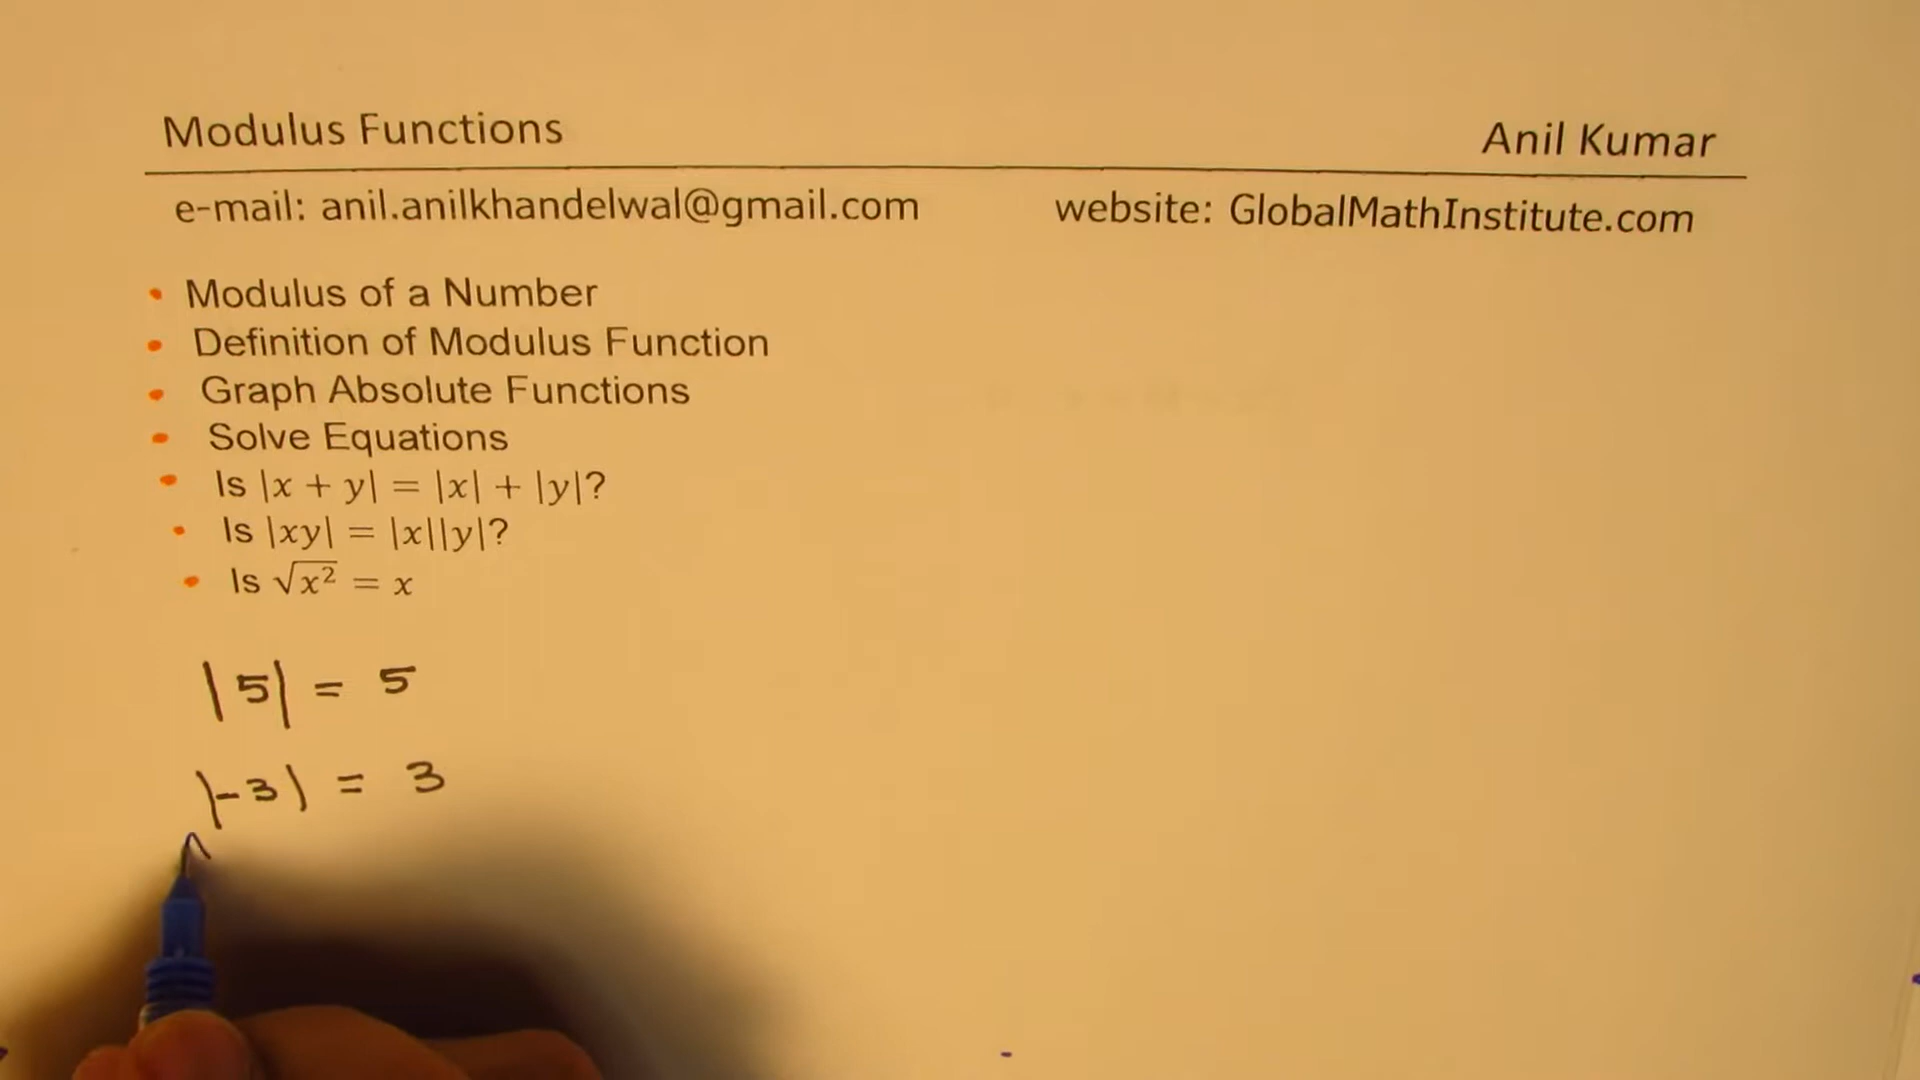 Modulus Functions Anil Kumar
e-mail: anil.anilkhandelwal@gmail.com website: GlobalMathInstitute.com
• Modulus of a Number
• Definition of Modulus Function
• Graph Absolute Functions
• Solve Equations
• Is |x + y| = |x| + |y|?
• Is |xy| = |x||y|?
• Is √x² = x
|5| = 5
|-3| = 3